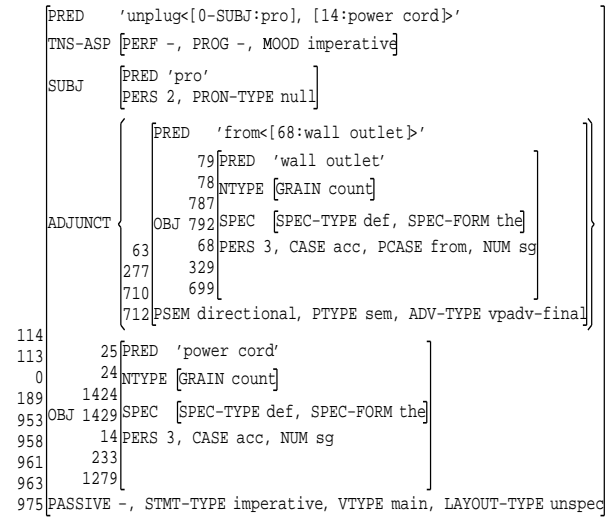 PRED 'unplug<[0-SUBJ:pro], [14:power cord]>'
TNS-ASP [PERF -, PROG -, MOOD imperative]
SUBJ
PRED 'pro'
PERS 2, PRON-TYPE null
ADJUNCT
PRED 'from<[68:wall outlet]>'
79 PRED 'wall outlet'
78 NTYPE [GRAIN count]
787
OBJ 792 SPEC [SPEC-TYPE def, SPEC-FORM the]
63 68 PERS 3, CASE acc, PCASE from, NUM sg
277 329
710 699
712 PSEM directional, PTYPE sem, ADV-TYPE vpadv-final
114
113 25 PRED 'power cord'
0 24 NTYPE [GRAIN count]
189 1424
953 OBJ 1429 SPEC [SPEC-TYPE def, SPEC-FORM the]
958 14 PERS 3, CASE acc, NUM sg
961 233
963 1279
975 PASSIVE -, STMT-TYPE imperative, VTYPE main, LAYOUT-TYPE unspec